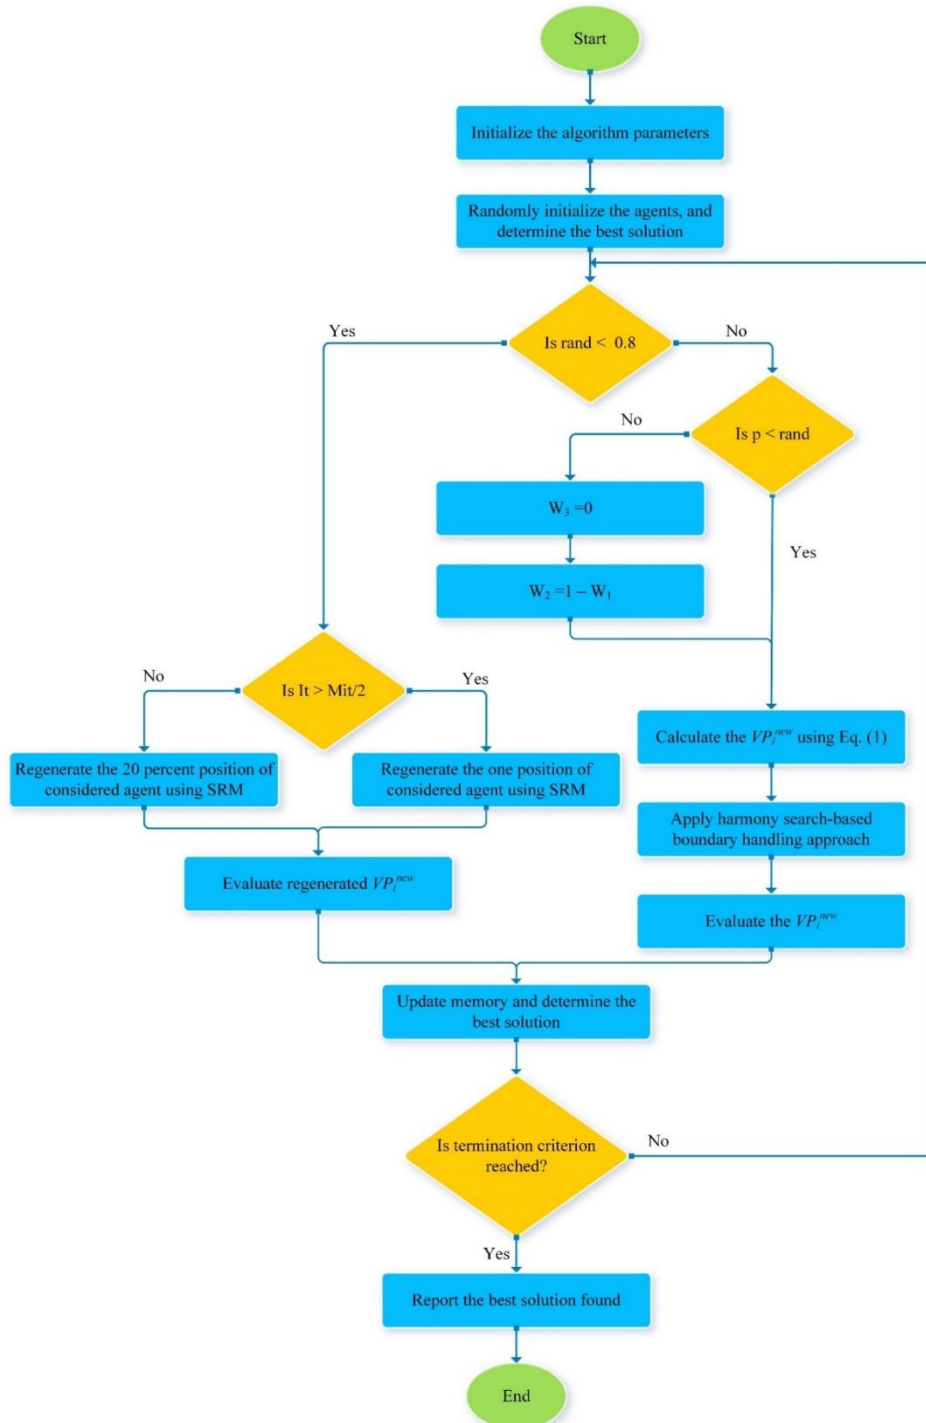 Start
Initialize the algorithm parameters
Randomly initialize the agents, and
determine the best solution
Yes
Is rand < 0.8
No
No
Is p < rand
W₃ =0
Yes
W₂ =1 – W₁
No
Is It > Mit/2
Yes
Regenerate the 20 percent position of
considered agent using SRM
Regenerate the one position of
considered agent using SRM
Calculate the VPᵢⁿᵉʷ using Eq. (1)
Apply harmony search-based
boundary handling approach
Evaluate regenerated VPᵢⁿᵉʷ
Evaluate the VPᵢⁿᵉʷ
Update memory and determine the
best solution
Is termination criterion
reached?
No
Yes
Report the best solution found
End